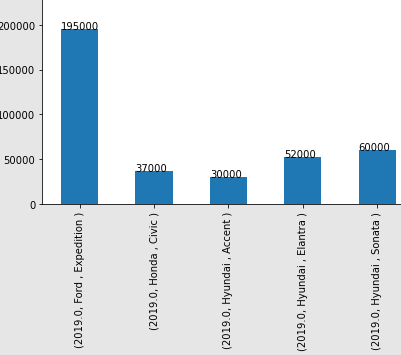 200000
150000
100000
50000
0
195000
37000
30000
52000
60000
(2019.0, Ford , Expedition )
(2019.0, Honda , Civic )
(2019.0, Hyundai , Accent )
(2019.0, Hyundai , Elantra )
(2019.0, Hyundai , Sonata )